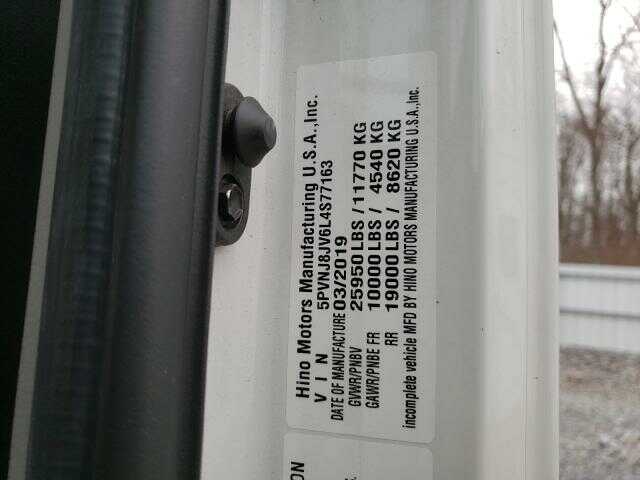 Hino Motors Manufacturing U.S.A.,Inc.
V I N 5PVNJ8JV6L4S77163
DATE OF MANUFACTURE 03/2019
GVWR/PNBV 25950 LBS / 11770 KG
GAWR/PNBE FR 10000 LBS / 4540 KG
RR 19000 LBS / 8620 KG
incomplete vehicle MFD BY HINO MOTORS MANUFACTURING U.S.A.,Inc.